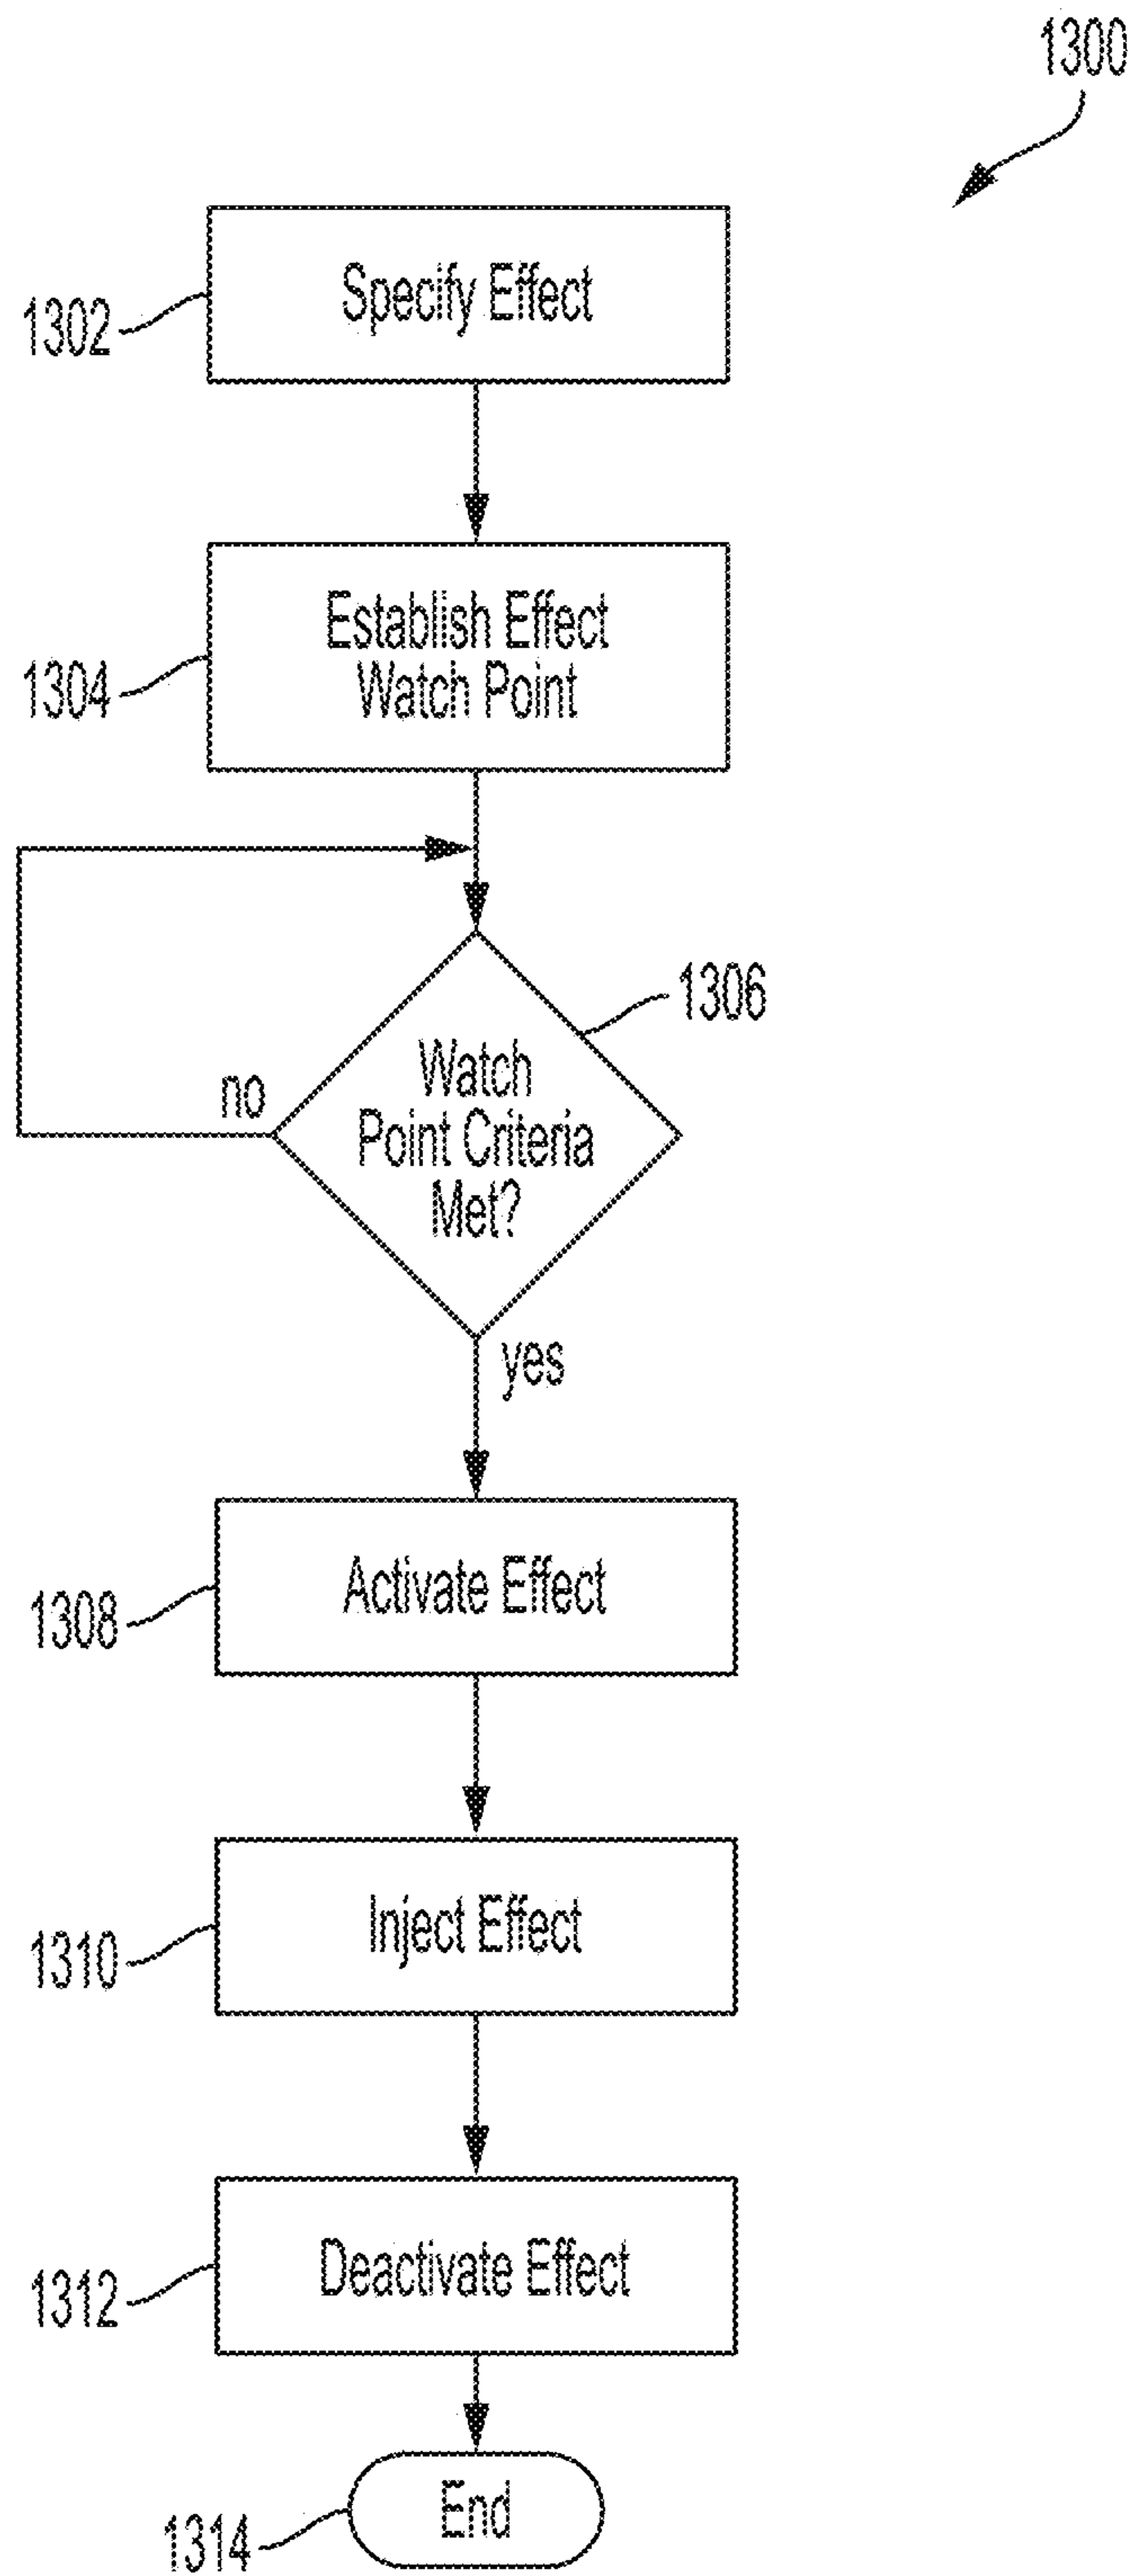 1300
Specify Effect
1302
Establish Effect
Watch Point
1304
1306
Watch
Point Criteria
Met?
no
yes
Activate Effect
1308
Inject Effect
1310
Deactivate Effect
1312
End
1314